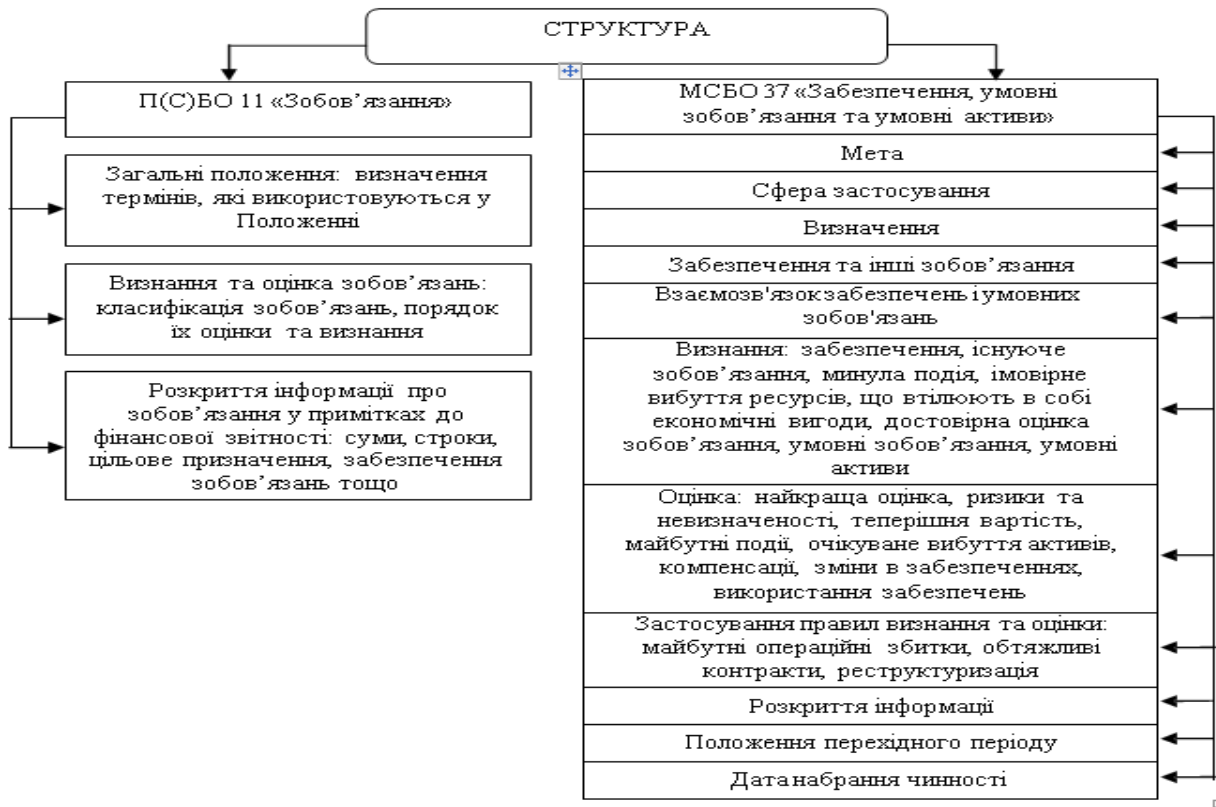 СТРУКТУРА
П(С)БО 11 «Зобов’язання»
Загальні положення: визначення
термінів, які використовуються у
Положенні
Визнання та оцінка зобов’язань:
класифікація зобов’язань, порядок
їх оцінки та визнання
Розкриття інформації про
зобов’язання у примітках до
фінансової звітності: суми, строки,
цільове призначення, забезпечення
зобов’язань тощо
МСБО 37 «Забезпечення, умовні
зобов’язання та умовні активи»
Мета
Сфера застосування
Визначення
Забезпечення та інші зобов’язання
Взаємозв'язок забезпечень і умовних
зобов'язань
Визнання: забезпечення, існуюче
зобов’язання, минула подія, імовірне
вибуття ресурсів, що втілюють в собі
економічні вигоди, достовірна оцінка
зобов’язання, умовні зобов’язання, умовні
активи
Оцінка: найкраща оцінка, ризики та
невизначеності, теперішня вартість,
майбутні події, очікуване вибуття активів,
компенсації, зміни в забезпеченнях,
використання забезпечень
Застосування правил визнання та оцінки:
майбутні операційні збитки, обтяжливі
контракти, реструктуризація
Розкриття інформації
Положення перехідного періоду
Дата набрання чинності